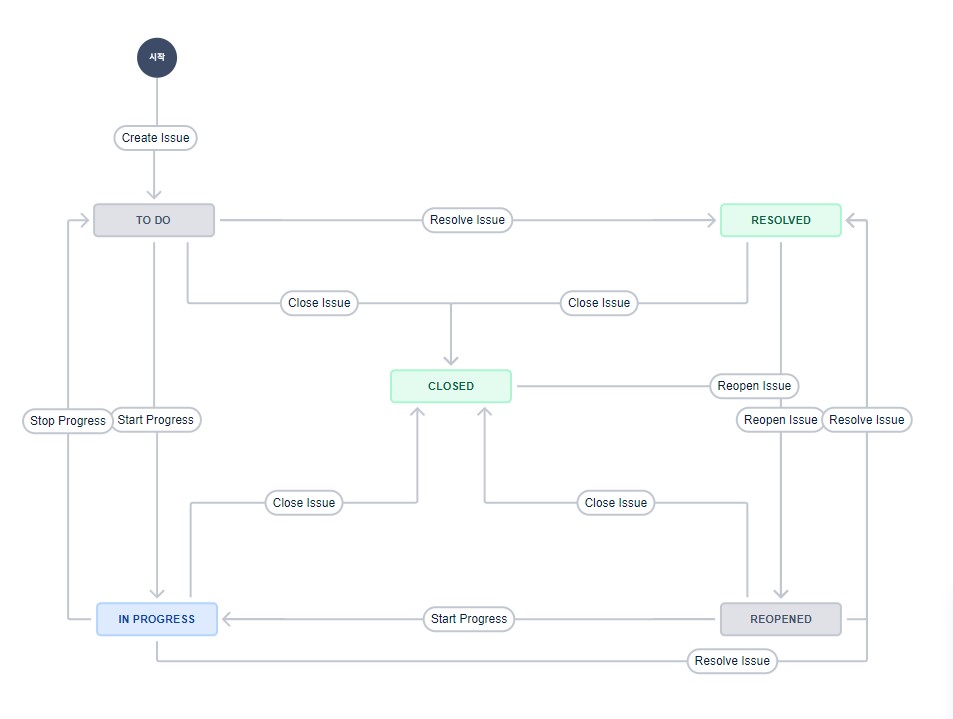 시작
Create Issue
TO DO
Resolve Issue
RESOLVED
Close Issue
Close Issue
CLOSED
Reopen Issue
Stop Progress
Start Progress
Reopen Issue
Resolve Issue
Close Issue
Close Issue
IN PROGRESS
Start Progress
REOPENED
Resolve Issue